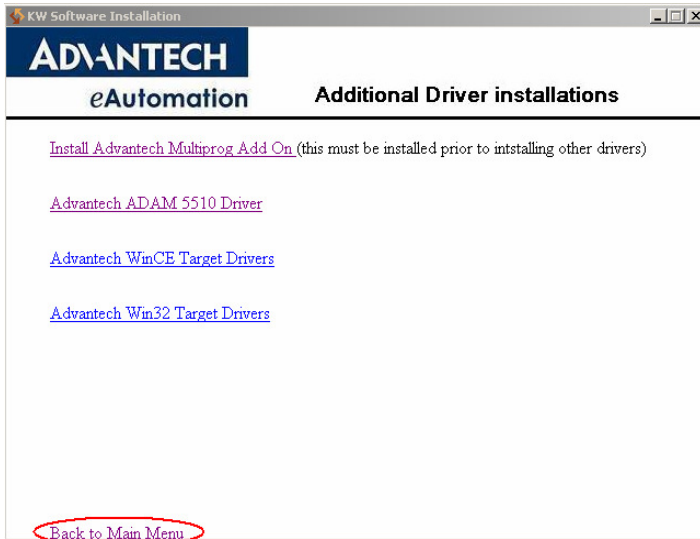 KW Software Installation
ADVANTECH
eAutomation
Additional Driver installations
Install Advantech Multiprog Add On (this must be installed prior to intstalling other drivers)
Advantech ADAM 5510 Driver
Advantech WinCE Target Drivers
Advantech Win32 Target Drivers
Back to Main Menu